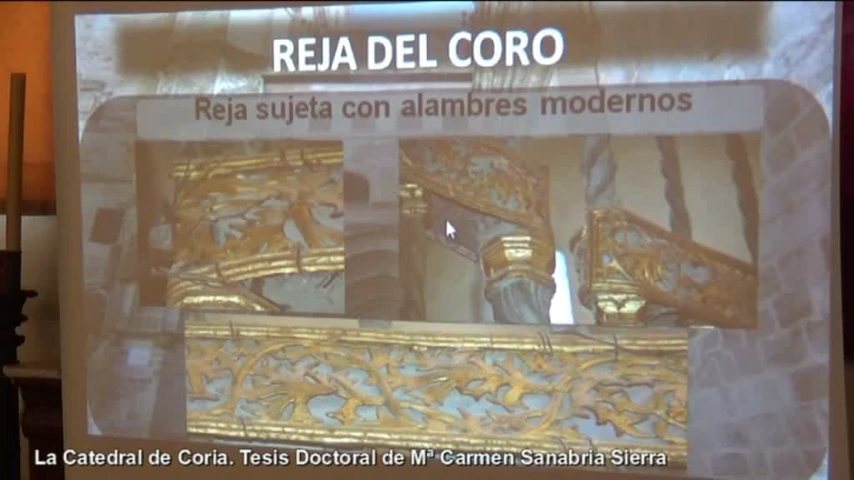 REJA DEL CORO
Reja sujeta con alambres modernos
La Catedral de Coria. Tesis Doctoral de Mª Carmen Sanabria Sierra